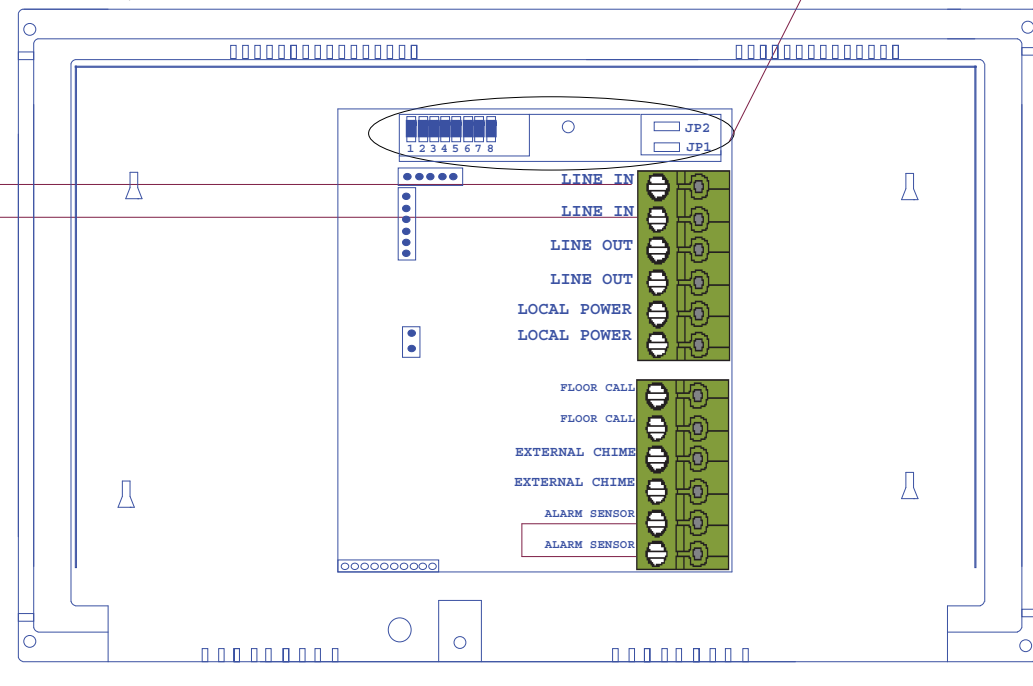 JP2
1 2 3 4 5 6 7 8
JP1
LINE IN
LINE IN
LINE OUT
LINE OUT
LOCAL POWER
LOCAL POWER
FLOOR CALL
FLOOR CALL
EXTERNAL CHIME
EXTERNAL CHIME
ALARM SENSOR
ALARM SENSOR